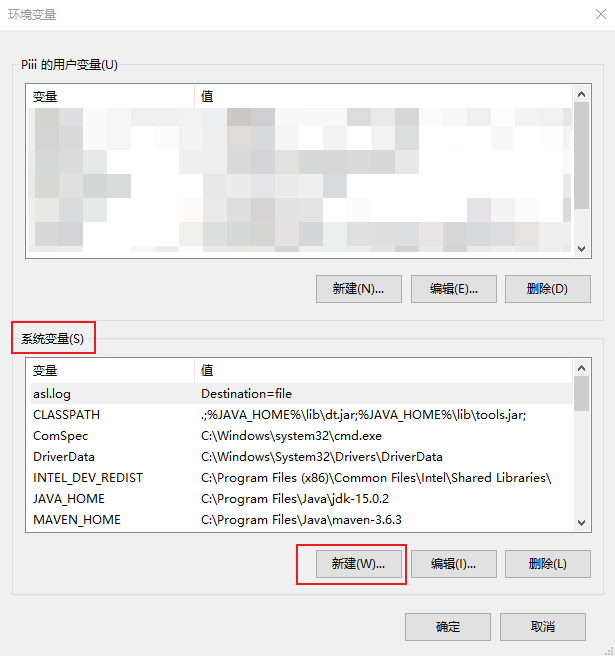 环境变量
Piii 的用户变量(U)
变量 值
新建(N)... 编辑(E)... 删除(D)
系统变量(S)
变量 值
asl.log Destination=file
CLASSPATH .;%JAVA_HOME%\lib\dt.jar;%JAVA_HOME%\lib\tools.jar;
ComSpec C:\Windows\system32\cmd.exe
DriverData C:\Windows\System32\Drivers\DriverData
INTEL_DEV_REDIST C:\Program Files (x86)\Common Files\Intel\Shared Libraries\
JAVA_HOME C:\Program Files\Java\jdk-15.0.2
MAVEN_HOME C:\Program Files\Java\maven-3.6.3
新建(W)... 编辑(I)... 删除(L)
确定 取消